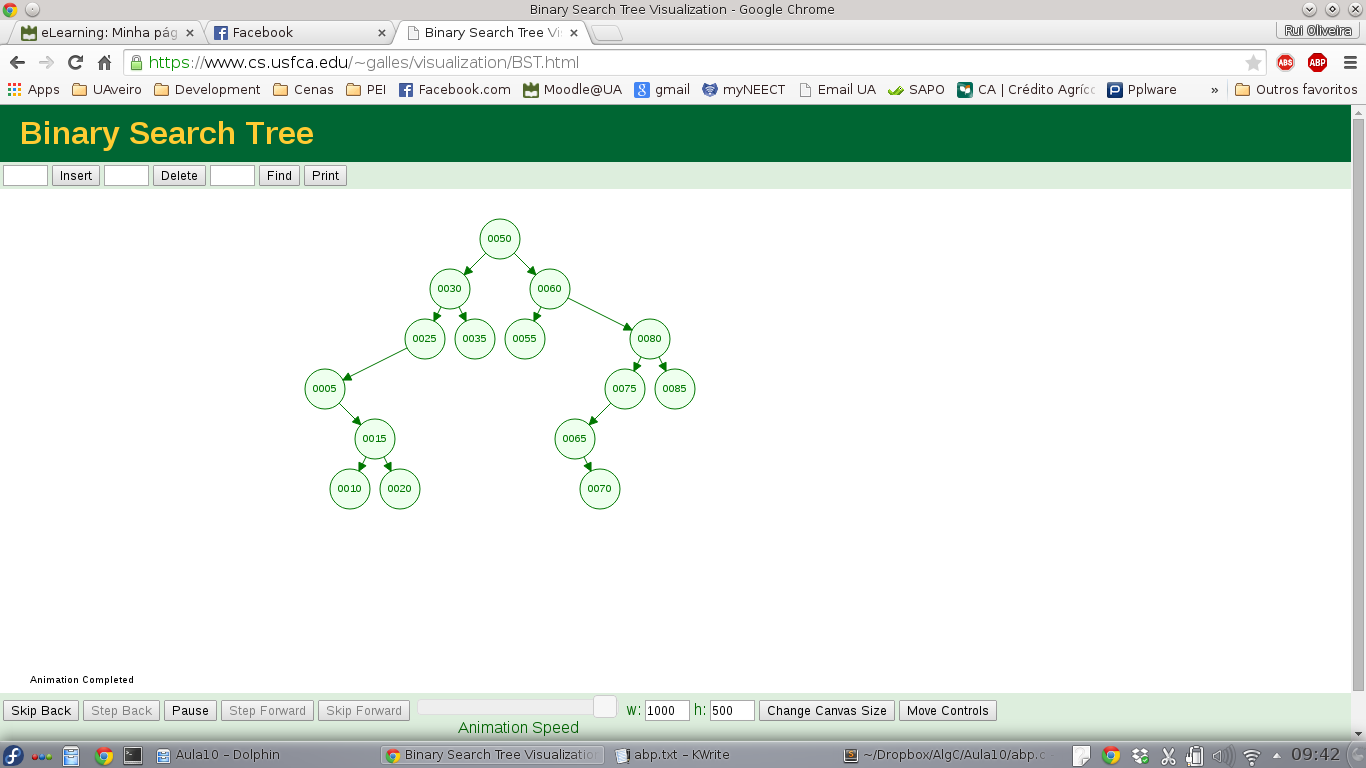 Binary Search Tree Visualization - Google Chrome
eLearning: Minha pág
Facebook
Binary Search Tree Vi
Rui Oliveira
https://www.cs.usfca.edu/~galles/visualization/BST.html
ABS
ABP
Apps UAveiro Development Cenas PEI Facebook.com Moodle@UA gmail myNEECT Email UA SAPO CA | Crédito Agríco Pplware » Outros favoritos
Binary Search Tree
Insert Delete Find Print
0050
0030 0060
0025 0035 0055 0080
0005 0075 0085
0015 0065
0010 0020 0070
Animation Completed
Skip Back Step Back Pause Step Forward Skip Forward w: 1000 h: 500 Change Canvas Size Move Controls
Animation Speed
Aula10 – Dolphin Binary Search Tree Visualization abp.txt – KWrite ~/Dropbox/AlgC/Aula10/abp.c 09:42